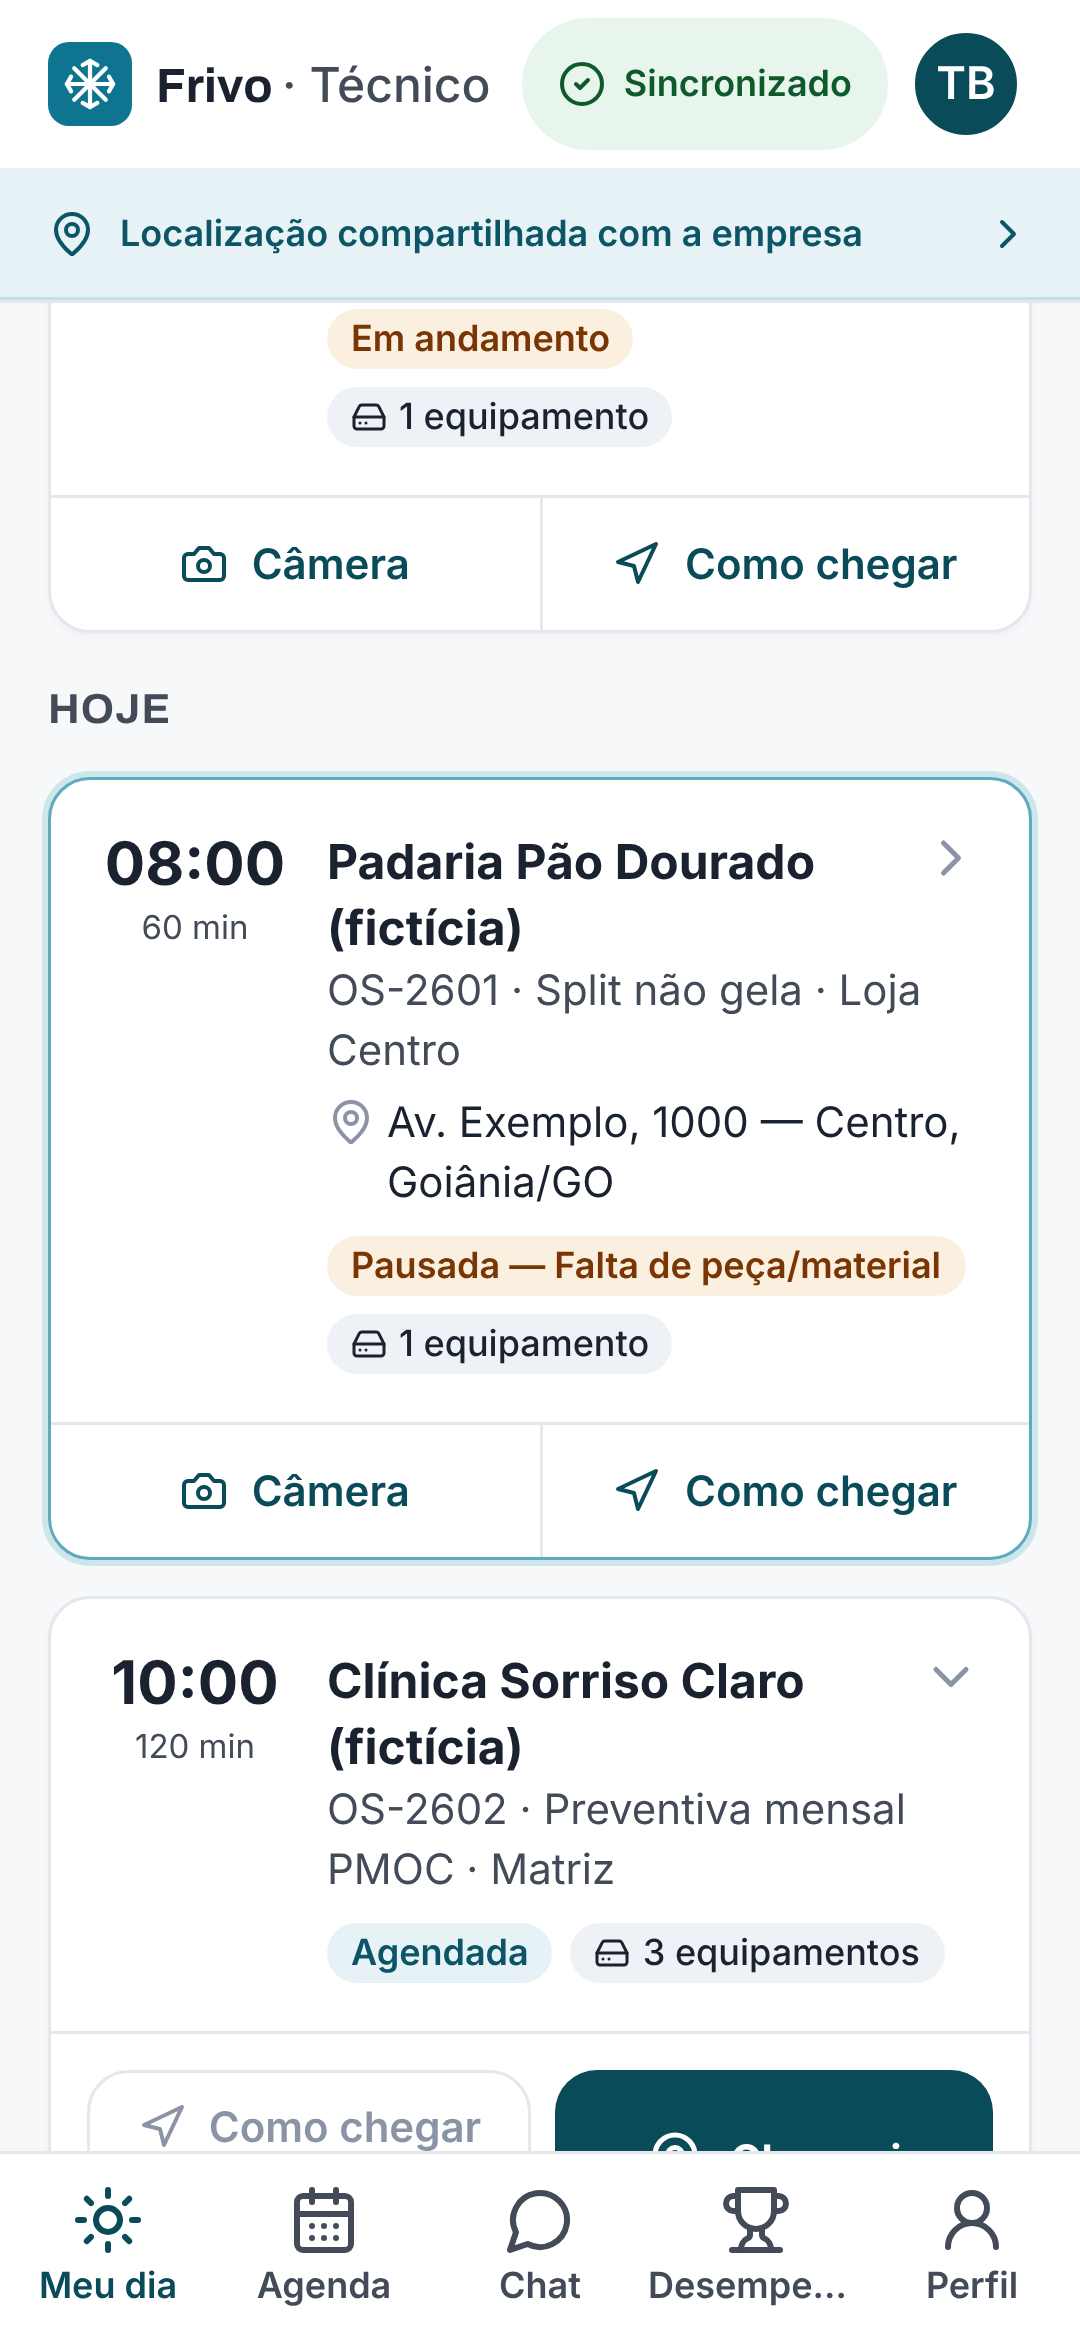 Frivo · Técnico
Sincronizado
TB
Localização compartilhada com a empresa
Em andamento
1 equipamento
Câmera
Como chegar
HOJE
08:00
60 min
Padaria Pão Dourado
(fictícia)
OS-2601 · Split não gela · Loja
Centro
Av. Exemplo, 1000 — Centro,
Goiânia/GO
Pausada — Falta de peça/material
1 equipamento
Câmera
Como chegar
10:00
120 min
Clínica Sorriso Claro
(fictícia)
OS-2602 · Preventiva mensal
PMOC · Matriz
Agendada
3 equipamentos
Como chegar
Meu dia
Agenda
Chat
Desempe...
Perfil